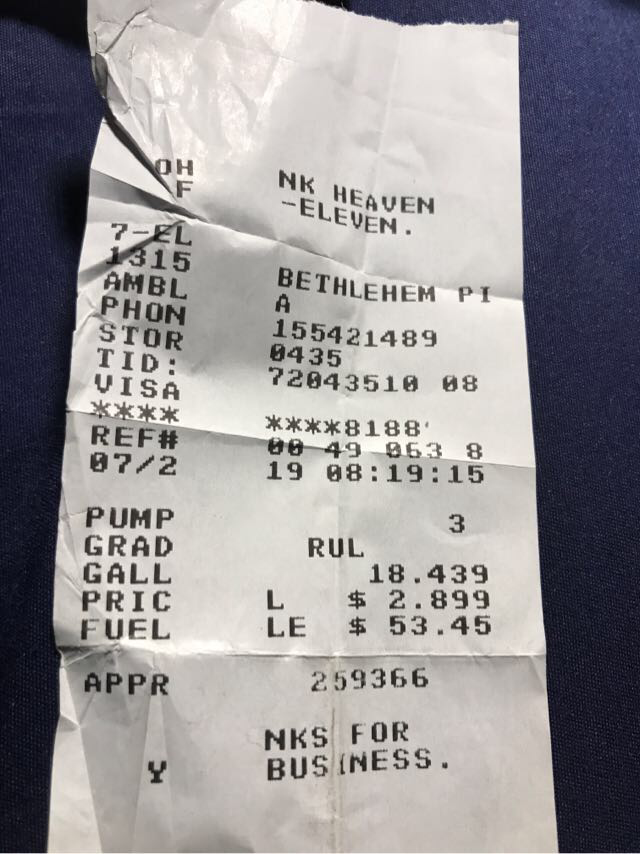 OH NK HEAVEN
F -ELEVEN.
7-EL
1315 BETHLEHEM PI
AMBL A
PHON 155421489
STOR 0435
TID: 72043510 08
VISA
**** ****8188
REF# 00 49 063 8
07/2 19 08:19:15
PUMP 3
GRAD RUL
GALL 18.439
PRIC L $ 2.899
FUEL LE $ 53.45
APPR 259366
NKS FOR
Y BUSINESS.